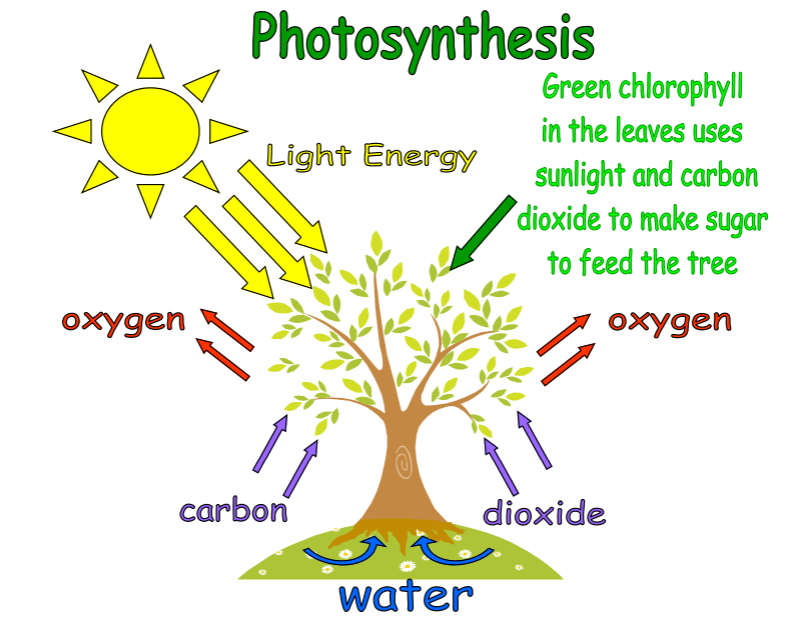 Photosynthesis
Green chlorophyll
in the leaves uses
sunlight and carbon
dioxide to make sugar
to feed the tree
Light Energy
oxygen
oxygen
carbon
dioxide
water